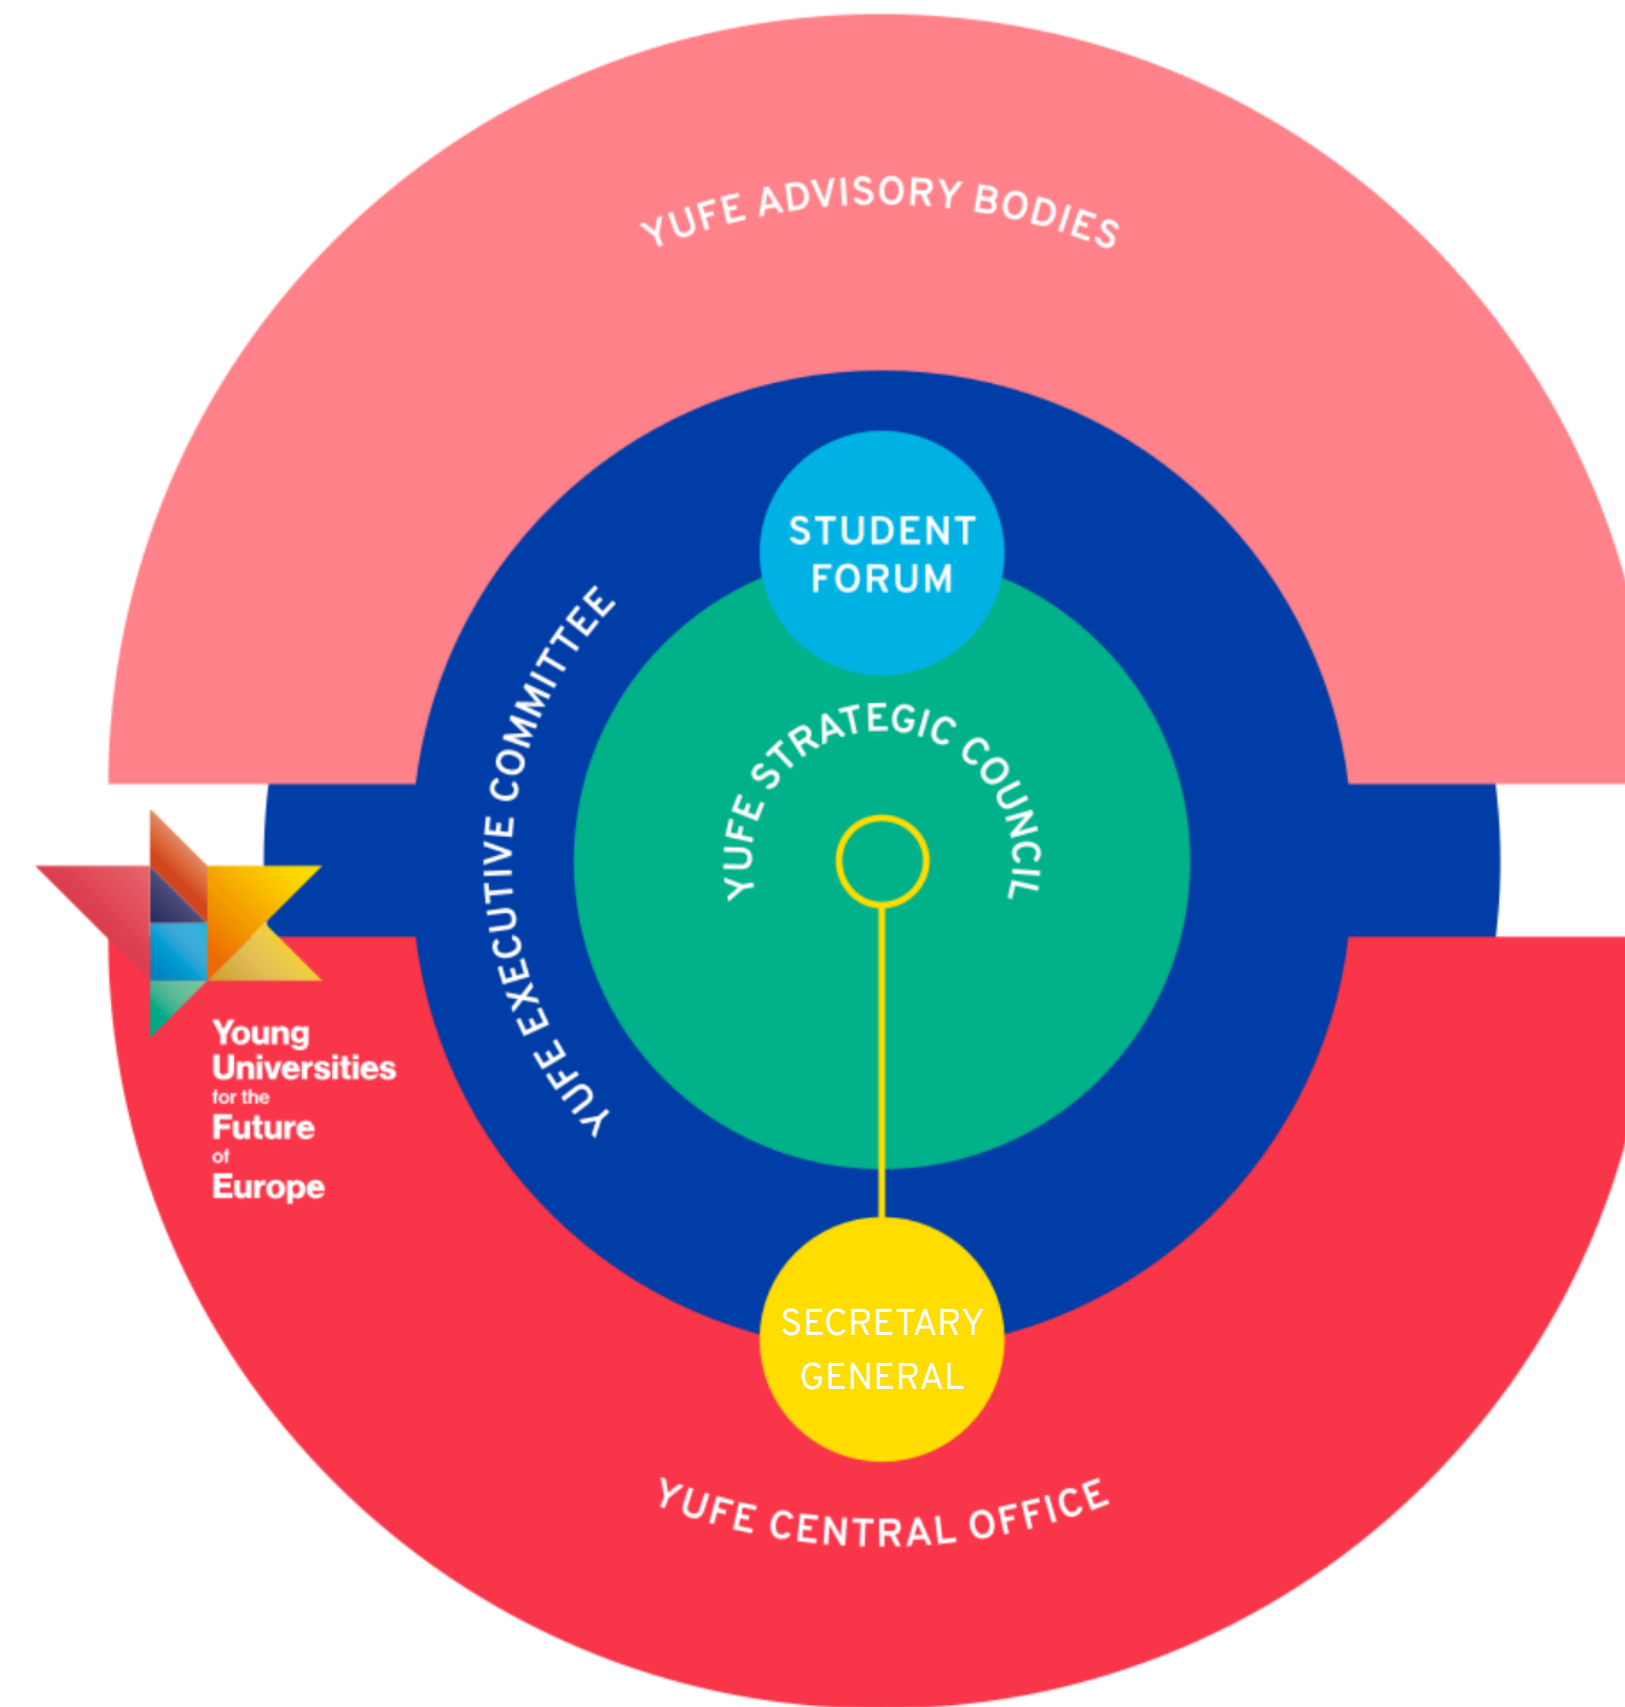 YUFE ADVISORY BODIES
STUDENT
FORUM
YUFE EXECUTIVE COMMITTEE
YUFE STRATEGIC COUNCIL
Young
Universities
for the
Future
of
Europe
SECRETARY
GENERAL
YUFE CENTRAL OFFICE